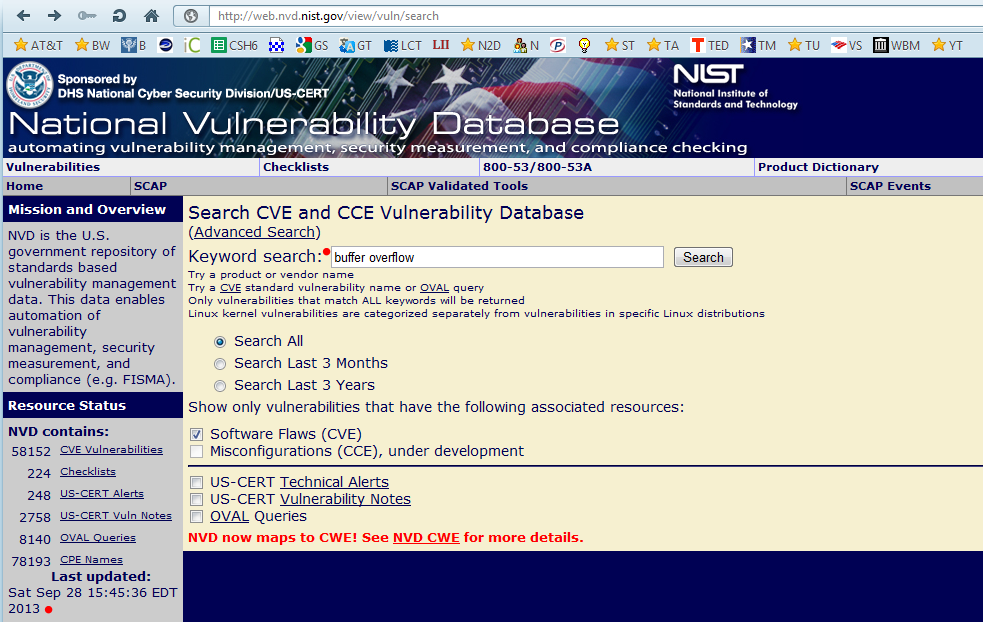 http://web.nvd.nist.gov/view/vuln/search
AT&T BW B iC CSH6 GS GT LCT LII N2D N ST TA TED TM TU VS WBM YT
Sponsored by
DHS National Cyber Security Division/US-CERT
NIST
National Institute of
Standards and Technology
National Vulnerability Database
automating vulnerability management, security measurement, and compliance checking
Vulnerabilities Checklists 800-53/800-53A Product Dictionary
Home SCAP SCAP Validated Tools SCAP Events
Mission and Overview
NVD is the U.S.
government repository of
standards based
vulnerability management
data. This data enables
automation of
vulnerability
management, security
measurement, and
compliance (e.g. FISMA).
Resource Status
NVD contains:
58152 CVE Vulnerabilities
224 Checklists
248 US-CERT Alerts
2758 US-CERT Vuln Notes
8140 OVAL Queries
78193 CPE Names
Last updated:
Sat Sep 28 15:45:36 EDT
2013
Search CVE and CCE Vulnerability Database
(Advanced Search)
Keyword search: buffer overflow Search
Try a product or vendor name
Try a CVE standard vulnerability name or OVAL query
Only vulnerabilities that match ALL keywords will be returned
Linux kernel vulnerabilities are categorized separately from vulnerabilities in specific Linux distributions
Search All
Search Last 3 Months
Search Last 3 Years
Show only vulnerabilities that have the following associated resources:
Software Flaws (CVE)
Misconfigurations (CCE), under development
US-CERT Technical Alerts
US-CERT Vulnerability Notes
OVAL Queries
NVD now maps to CWE! See NVD CWE for more details.